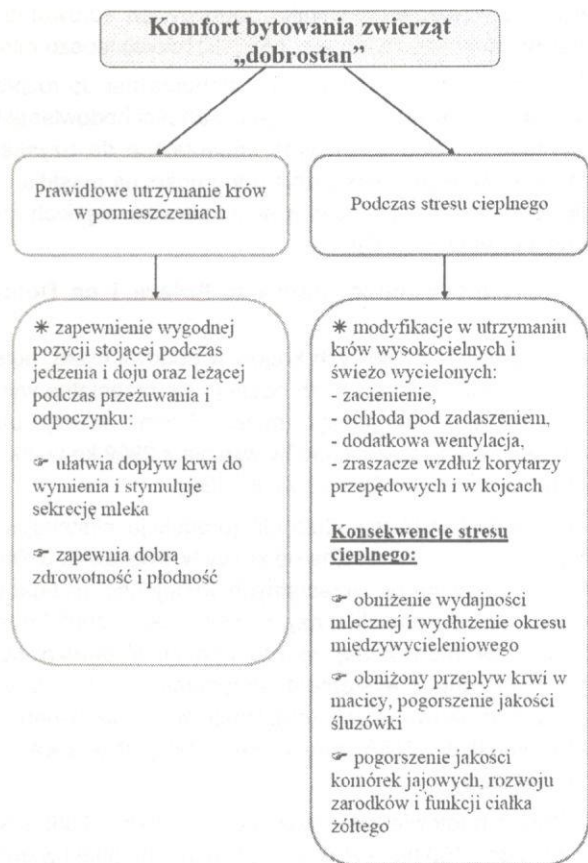 Komfort bytowania zwierząt
„dobrostan”
Prawidłowe utrzymanie krów
w pomieszczeniach
Podczas stresu cieplnego
✳ zapewnienie wygodnej
pozycji stojącej podczas
jedzenia i doju oraz leżącej
podczas przeżuwania i
odpoczynku:
☞ ułatwia dopływ krwi do
wymienia i stymuluje
sekrecję mleka
☞ zapewnia dobrą
zdrowotność i płodność
✳ modyfikacje w utrzymaniu
krów wysokocielnych i
świeżo wycielonych:
- zacienienie,
- ochłoda pod zadaszeniem,
- dodatkowa wentylacja,
- zraszacze wzdłuż korytarzy
przepędowych i w kojcach
Konsekwencje stresu
cieplnego:
☞ obniżenie wydajności
mlecznej i wydłużenie okresu
międzywycieleniowego
☞ obniżony przepływ krwi w
macicy, pogorszenie jakości
śluzówki
☞ pogorszenie jakości
komórek jajowych, rozwoju
zarodków i funkcji ciałka
żółtego